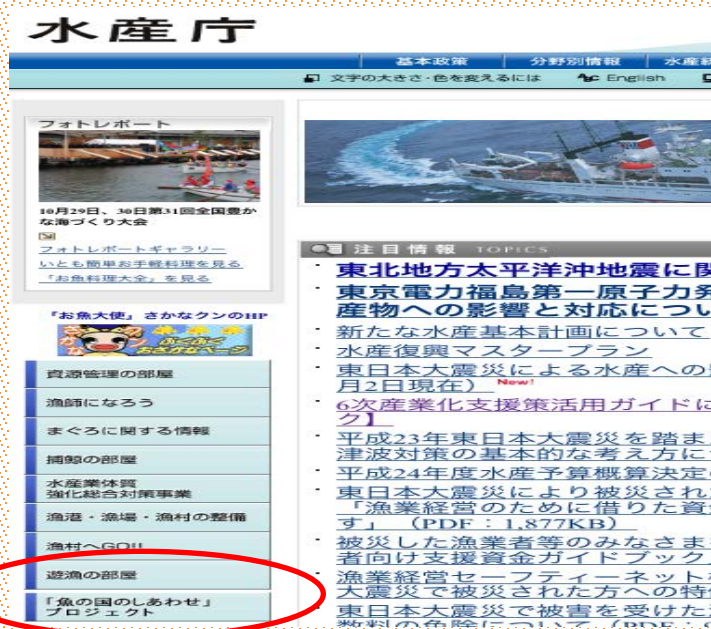 水産庁
基本政策
分野別情報
文字の大きさ・色を変えるには
English
フォトレポート
10月29日、30日第31回全国豊か
な海づくり大会
フォトレポートギャラリー
いとも簡単お手軽料理を見る
「お魚料理大全」を見る
「お魚大使」さかなクンのHP
ぶくぶく
おさかなページ
資源管理の部屋
漁師になろう
まぐろに関する情報
捕鯨の部屋
水産業体質
強化総合対策事業
漁港・漁場・漁村の整備
漁村へGO!!
遊漁の部屋
「魚の国のしあわせ」
プロジェクト
注目情報 TOPICS
東北地方太平洋沖地震に関
東京電力福島第一原子力発
産物への影響と対応につい
新たな水産基本計画について
水産復興マスタープラン
東日本大震災による水産への
月2日現在) New!
6次産業化支援策活用ガイドに
ク】
平成23年東日本大震災を踏ま
津波対策の基本的な考え方に
平成24年度水産予算概算決定
東日本大震災により被災され
「漁業経営のために借りた資
す」 (PDF:1,877KB)
被災した漁業者等のみなさま
者向け支援資金ガイドブック
漁業経営セーフティーネット
大震災で被災された方への特
東日本大震災で被害を受けた